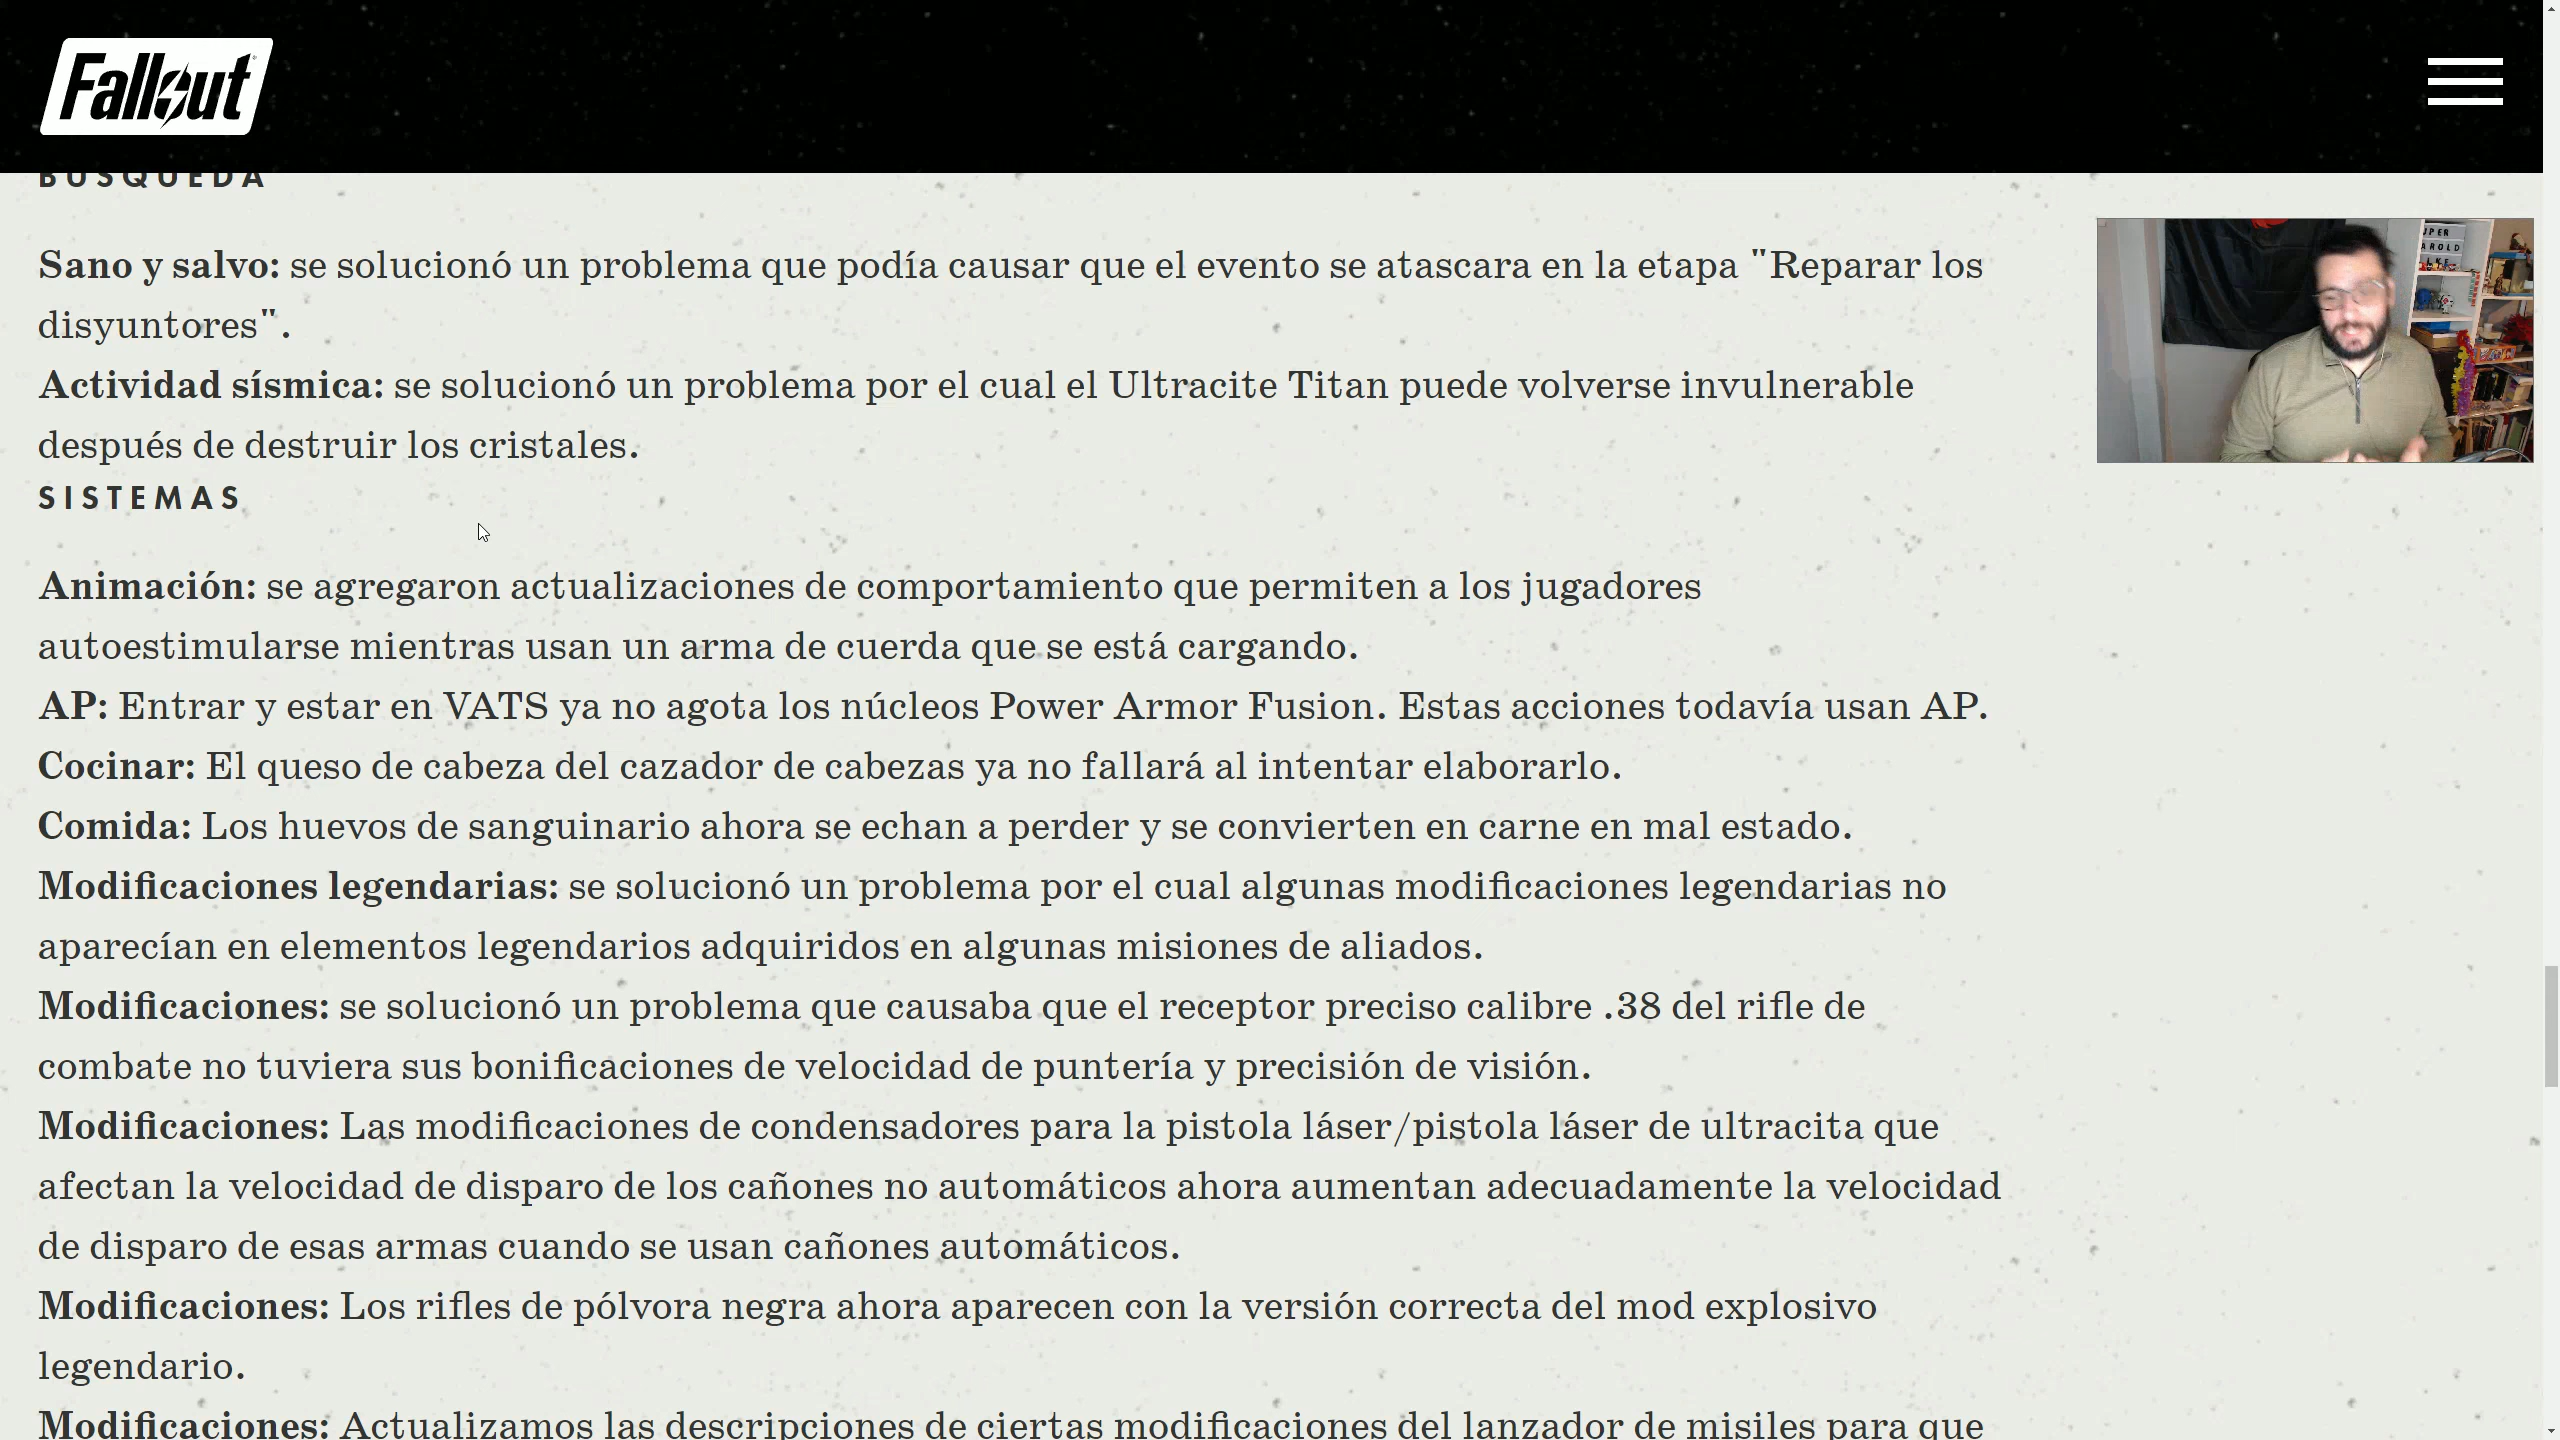 Fallout
BÚSQUEDA
Sano y salvo: se solucionó un problema que podía causar que el evento se atascara en la etapa "Reparar los
disyuntores".
Actividad sísmica: se solucionó un problema por el cual el Ultracite Titan puede volverse invulnerable
después de destruir los cristales.
SISTEMAS
Animación: se agregaron actualizaciones de comportamiento que permiten a los jugadores
autoestimularse mientras usan un arma de cuerda que se está cargando.
AP: Entrar y estar en VATS ya no agota los núcleos Power Armor Fusion. Estas acciones todavía usan AP.
Cocinar: El queso de cabeza del cazador de cabezas ya no fallará al intentar elaborarlo.
Comida: Los huevos de sanguinario ahora se echan a perder y se convierten en carne en mal estado.
Modificaciones legendarias: se solucionó un problema por el cual algunas modificaciones legendarias no
aparecían en elementos legendarios adquiridos en algunas misiones de aliados.
Modificaciones: se solucionó un problema que causaba que el receptor preciso calibre .38 del rifle de
combate no tuviera sus bonificaciones de velocidad de puntería y precisión de visión.
Modificaciones: Las modificaciones de condensadores para la pistola láser/pistola láser de ultracita que
afectan la velocidad de disparo de los cañones no automáticos ahora aumentan adecuadamente la velocidad
de disparo de esas armas cuando se usan cañones automáticos.
Modificaciones: Los rifles de pólvora negra ahora aparecen con la versión correcta del mod explosivo
legendario.
Modificaciones: Actualizamos las descripciones de ciertas modificaciones del lanzador de misiles para que